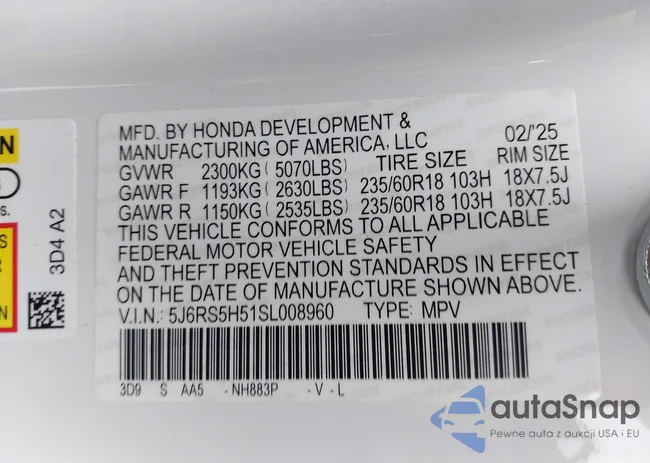 MFD. BY HONDA DEVELOPMENT &
MANUFACTURING OF AMERICA, LLC 02/'25
GVWR 2300KG (5070LBS) TIRE SIZE RIM SIZE
GAWR F 1193KG (2630LBS) 235/60R18 103H 18X7.5J
GAWR R 1150KG (2535LBS) 235/60R18 103H 18X7.5J
THIS VEHICLE CONFORMS TO ALL APPLICABLE
FEDERAL MOTOR VEHICLE SAFETY
AND THEFT PREVENTION STANDARDS IN EFFECT
ON THE DATE OF MANUFACTURE SHOWN ABOVE.
V.I.N.: 5J6RS5H51SL008960 TYPE: MPV
3D9 S AA5 - NH883P - V - L
3D4 A2
autaSnap
Pewne auta z aukcji USA i EU